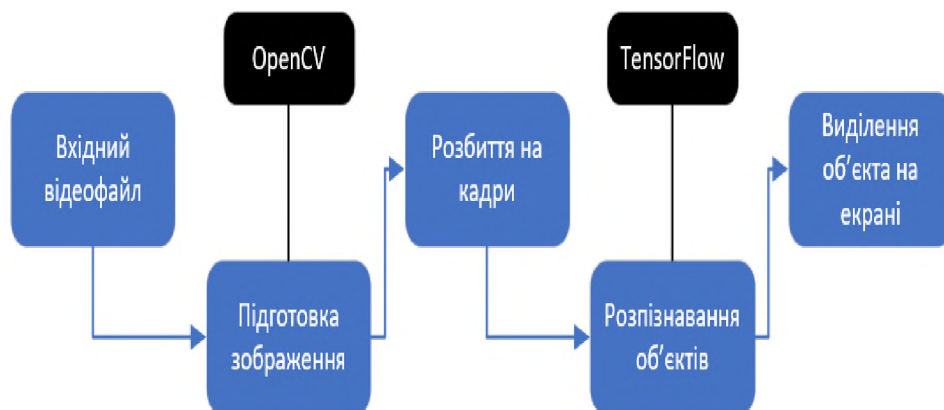 OpenCV
TensorFlow
Вхідний
відеофайл
Розбиття на
кадри
Виділення
об’єкта на
екрані
Підготовка
зображення
Розпізнавання
об’єктів